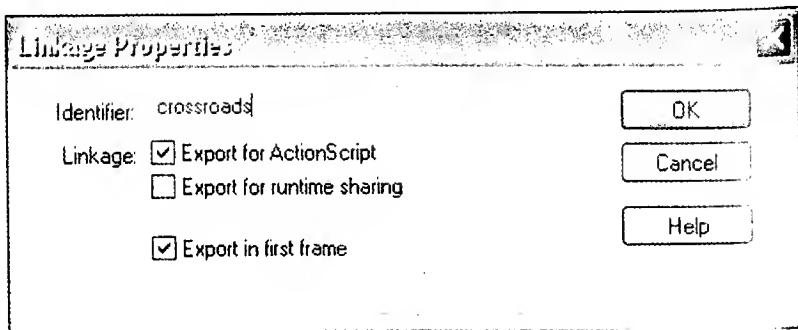 Linkage Properties
Identifier: crossroads
OK
Linkage: Export for ActionScript
Cancel
Export for runtime sharing
Help
Export in first frame